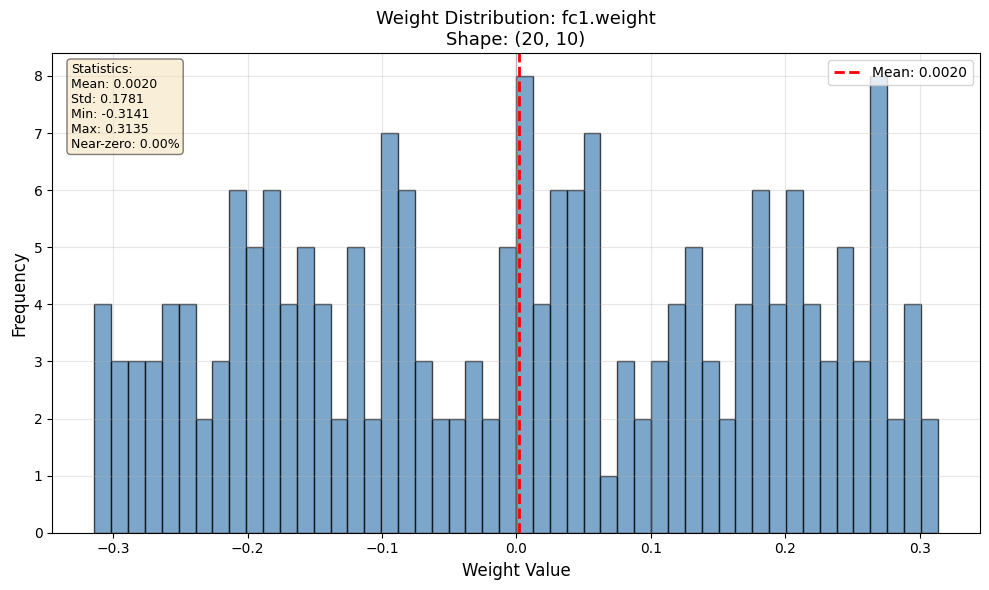 Weight Distribution: fc1.weight
Shape: (20, 10)
Statistics:
Mean: 0.0020
Std: 0.1781
Min: -0.3141
Max: 0.3135
Near-zero: 0.00%
Mean: 0.0020
Frequency
8
7
6
5
4
3
2
1
0
−0.3 −0.2 −0.1 0.0 0.1 0.2 0.3
Weight Value